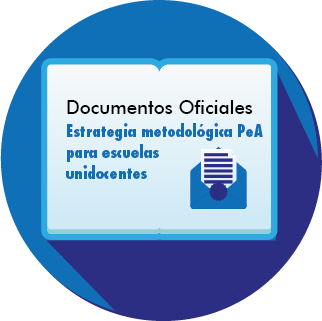 Documentos Oficiales
Estrategia metodológica PeA
para escuelas
unidocentes